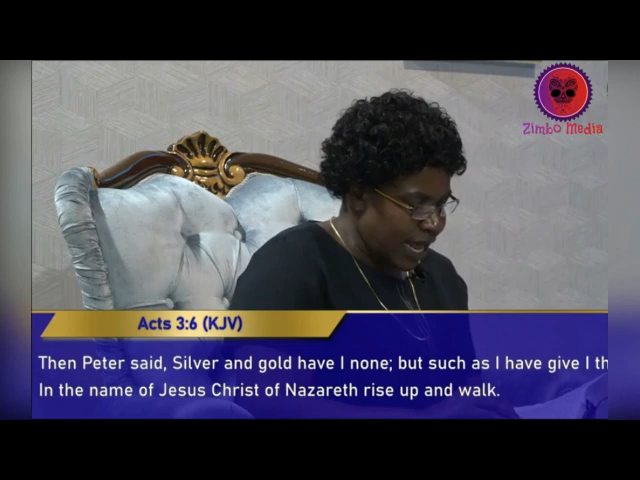 Zimbo Media
Acts 3:6 (KJV)
Then Peter said, Silver and gold have I none; but such as I have give I th
In the name of Jesus Christ of Nazareth rise up and walk.